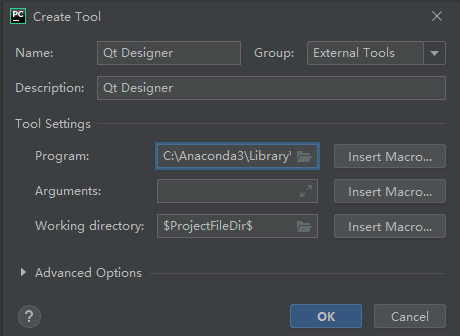 PC Create Tool
Name: Qt Designer Group: External Tools
Description: Qt Designer
Tool Settings
Program: C:\Anaconda3\Library\ Insert Macro...
Arguments: Insert Macro...
Working directory: $ProjectFileDir$ Insert Macro...
Advanced Options
? OK Cancel